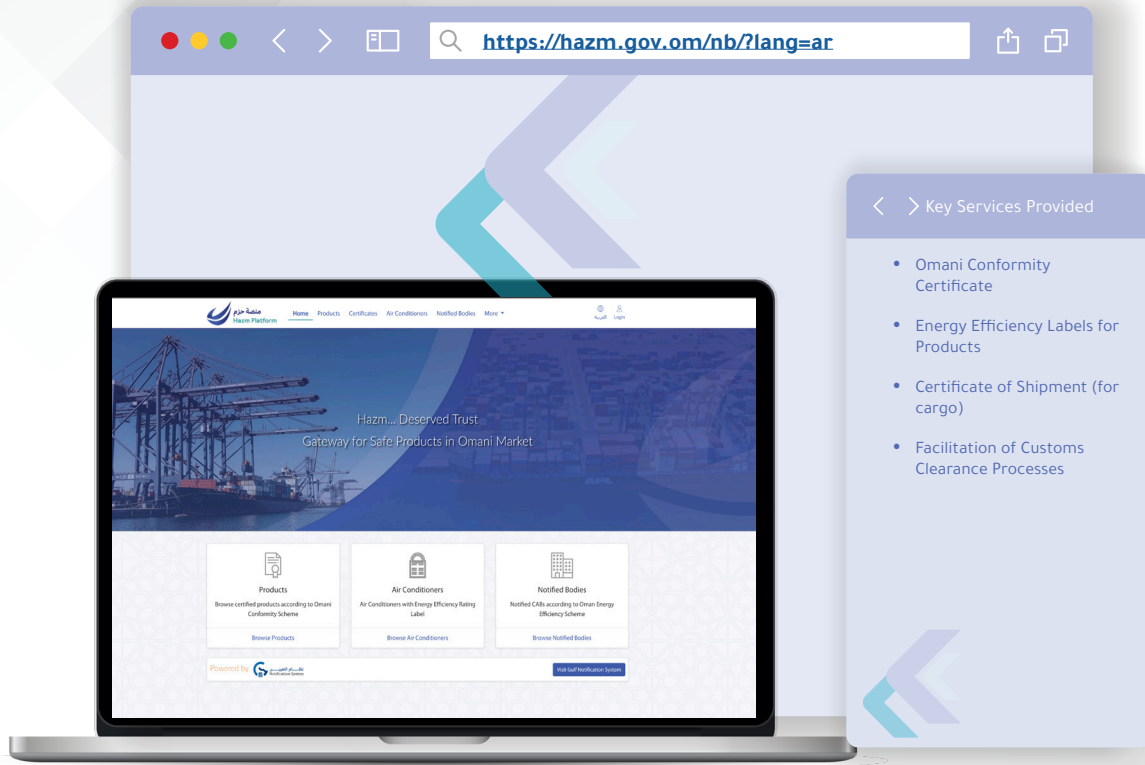 https://hazm.gov.om/nb/?lang=ar
Key Services Provided
• Omani Conformity
Certificate
• Energy Efficiency Labels for
Products
• Certificate of Shipment (for
cargo)
• Facilitation of Customs
Clearance Processes
منصة حزم
Hazm Platform
Home Products Certificates Air Conditioners Notified Bodies More
العربية Login
Hazm... Deserved Trust
Gateway for Safe Products in Omani Market
APL
Products
Browse certified products according to Omani
Conformity Scheme
Browse Products
Air Conditioners
Air Conditioners with Energy Efficiency Rating
Label
Browse Air Conditioners
Notified Bodies
Notified CABs according to Oman Energy
Efficiency Scheme
Browse Notified Bodies
Powered by
Notification System
Visit Gulf Notification System